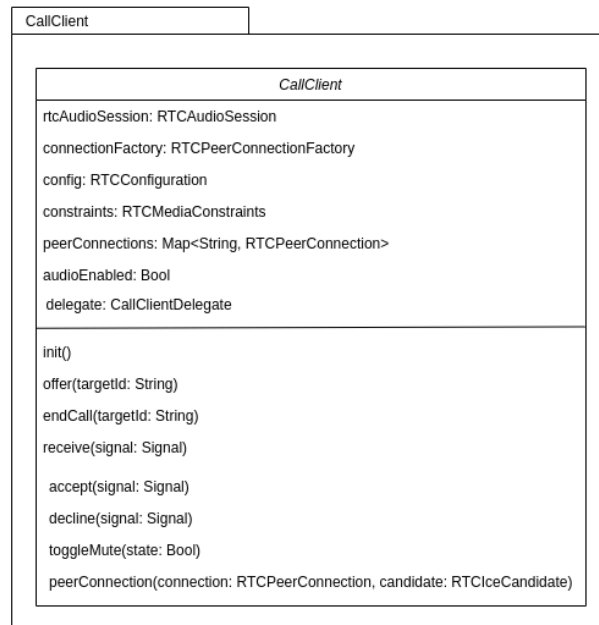 CallClient
CallClient
rtcAudioSession: RTCAudioSession
connectionFactory: RTCPeerConnectionFactory
config: RTCConfiguration
constraints: RTCMediaConstraints
peerConnections: Map<String, RTCPeerConnection>
audioEnabled: Bool
delegate: CallClientDelegate
init()
offer(targetId: String)
endCall(targetId: String)
receive(signal: Signal)
accept(signal: Signal)
decline(signal: Signal)
toggleMute(state: Bool)
peerConnection(connection: RTCPeerConnection, candidate: RTCIceCandidate)